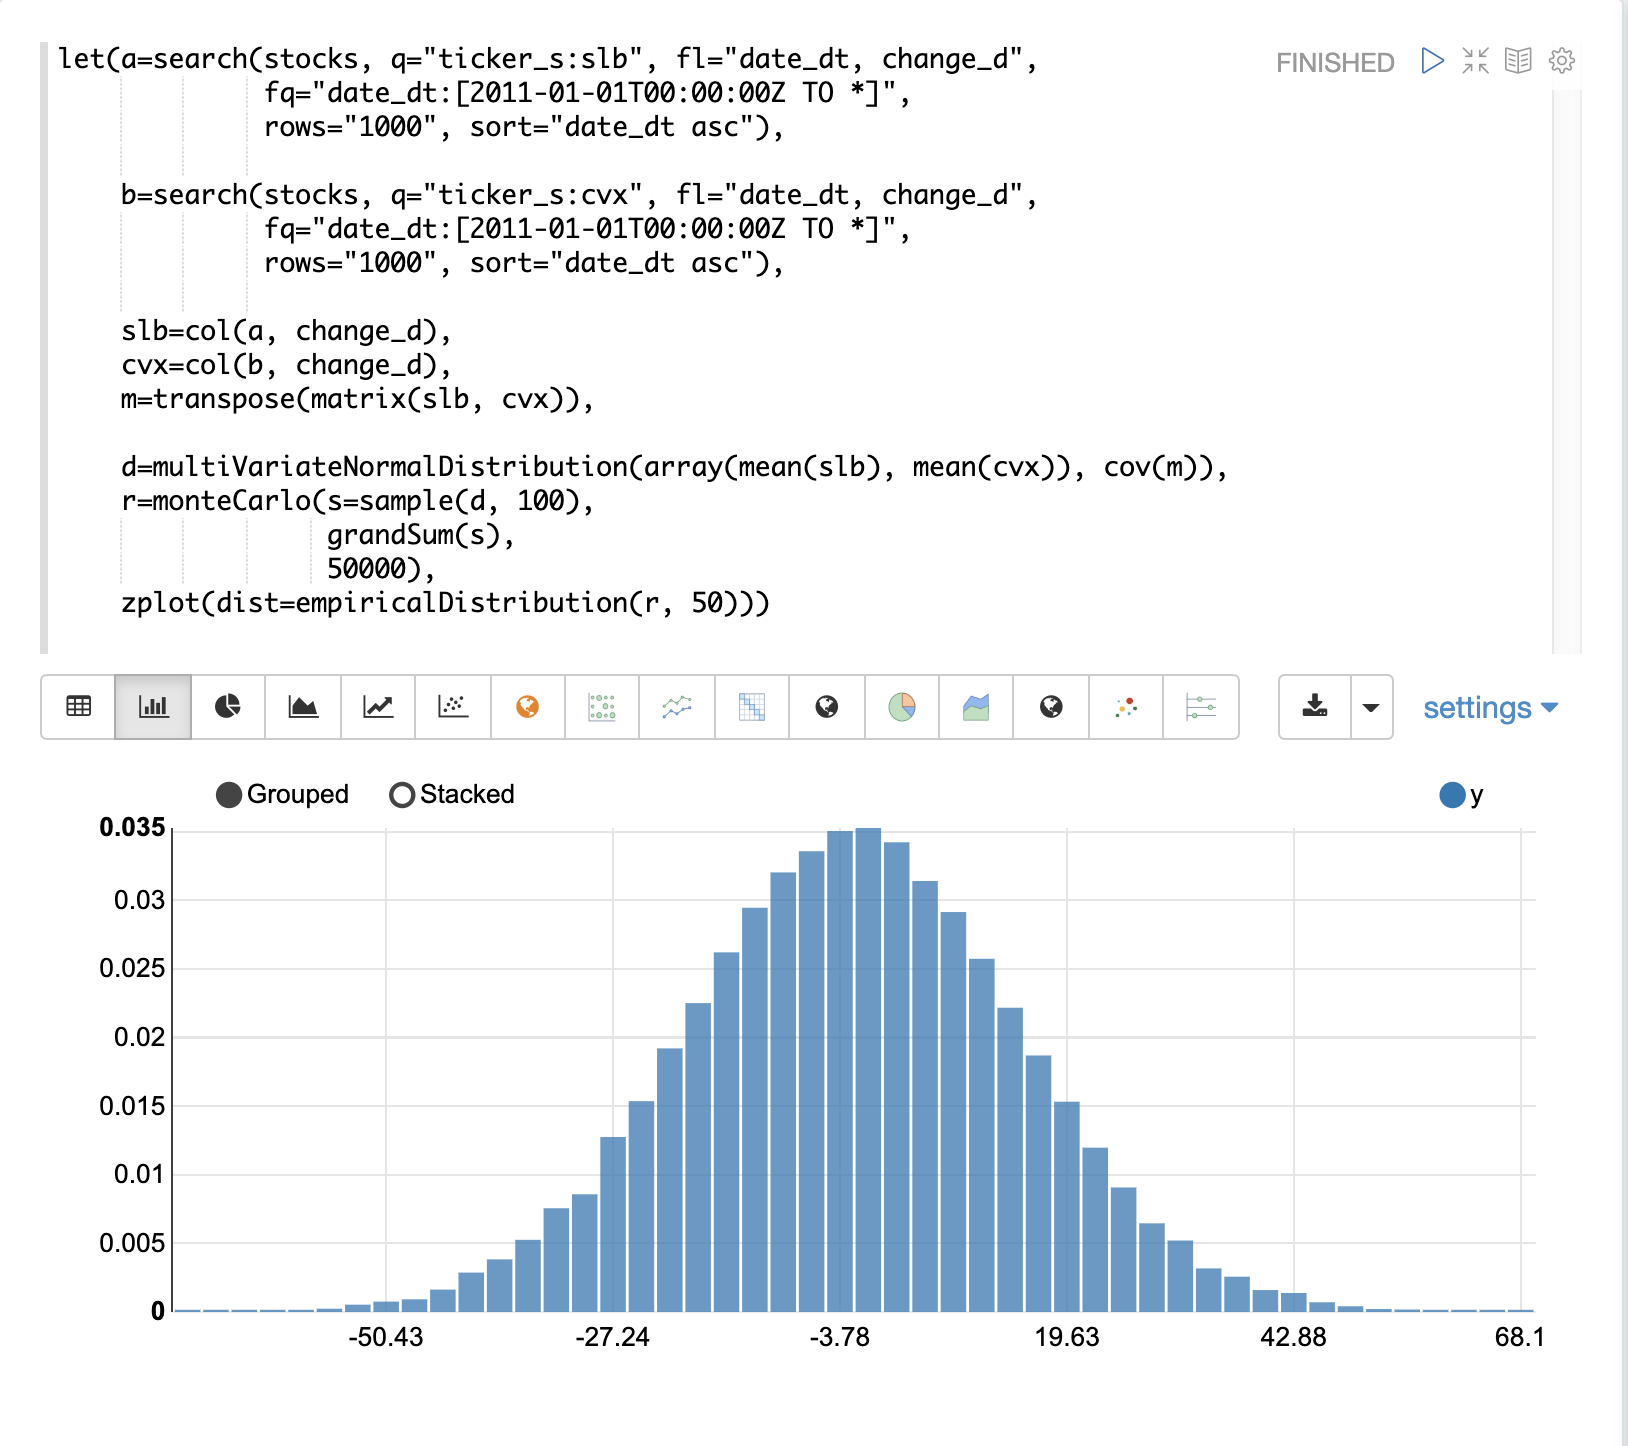 let(a=search(stocks, q="ticker_s:slb", fl="date_dt, change_d",
fq="date_dt:[2011-01-01T00:00:00Z TO *]",
rows="1000", sort="date_dt asc"),
b=search(stocks, q="ticker_s:cvx", fl="date_dt, change_d",
fq="date_dt:[2011-01-01T00:00:00Z TO *]",
rows="1000", sort="date_dt asc"),
slb=col(a, change_d),
cvx=col(b, change_d),
m=transpose(matrix(slb, cvx)),
d=multiVariateNormalDistribution(array(mean(slb), mean(cvx)), cov(m)),
r=monteCarlo(s=sample(d, 100),
grandSum(s),
50000),
zplot(dist=empiricalDistribution(r, 50)))
FINISHED
settings
Grouped Stacked y
0.035
0.03
0.025
0.02
0.015
0.01
0.005
0
-50.43 -27.24 -3.78 19.63 42.88 68.1